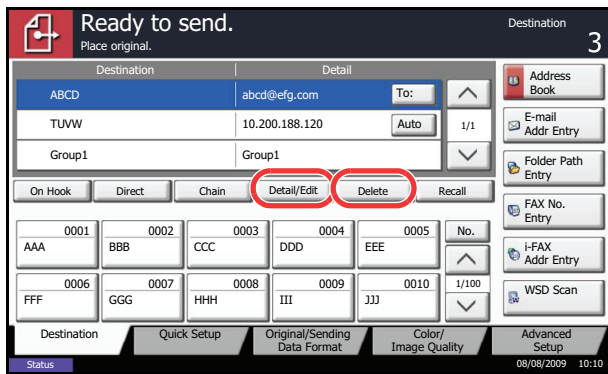 Ready to send.
Place original.
Destination
3
Destination Detail
ABCD abcd@efg.com To:
TUVW 10.200.188.120 Auto 1/1
Group1 Group1
On Hook Direct Chain Detail/Edit Delete Recall
0001 0002 0003 0004 0005 No.
AAA BBB CCC DDD EEE
0006 0007 0008 0009 0010 1/100
FFF GGG HHH III JJJ
Address
Book
E-mail
Addr Entry
Folder Path
Entry
FAX No.
Entry
i-FAX
Addr Entry
WSD Scan
Destination Quick Setup Original/Sending
Data Format Color/
Image Quality Advanced
Setup
Status 08/08/2009 10:10